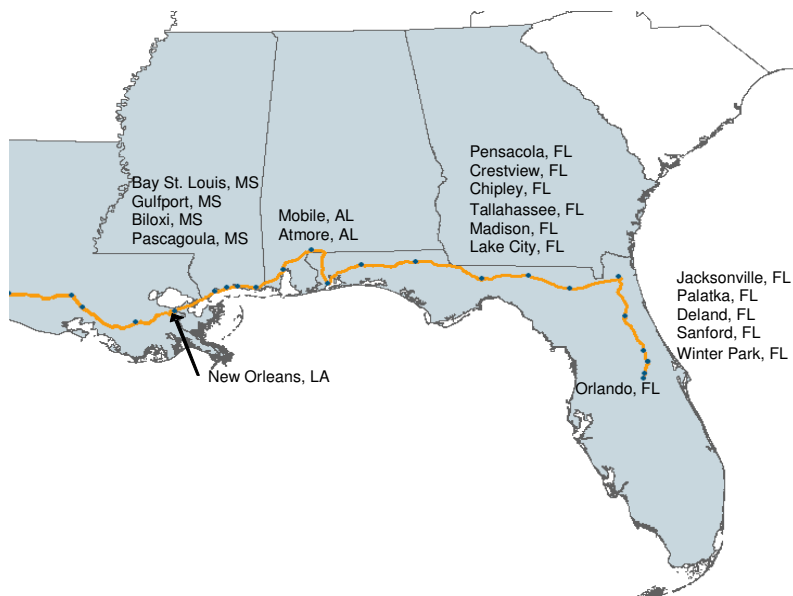 Bay St. Louis, MS
Gulfport, MS
Biloxi, MS
Pascagoula, MS
Mobile, AL
Atmore, AL
Pensacola, FL
Crestview, FL
Chipley, FL
Tallahassee, FL
Madison, FL
Lake City, FL
Jacksonville, FL
Palatka, FL
Deland, FL
Sanford, FL
Winter Park, FL
New Orleans, LA
Orlando, FL